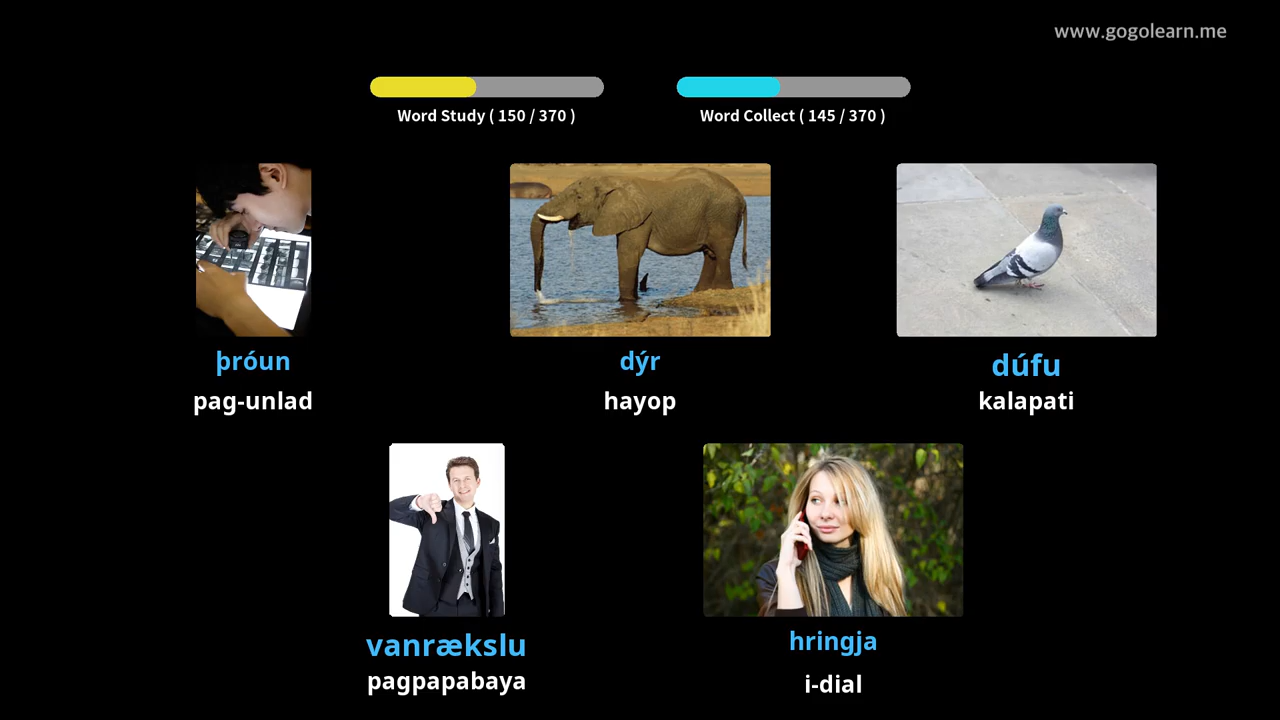 www.gogolearn.me
Word Study ( 150 / 370 )
Word Collect ( 145 / 370 )
þróun
pag-unlad
dýr
hayop
dúfu
kalapati
vanrækslu
pagpapabaya
hringja
i-dial